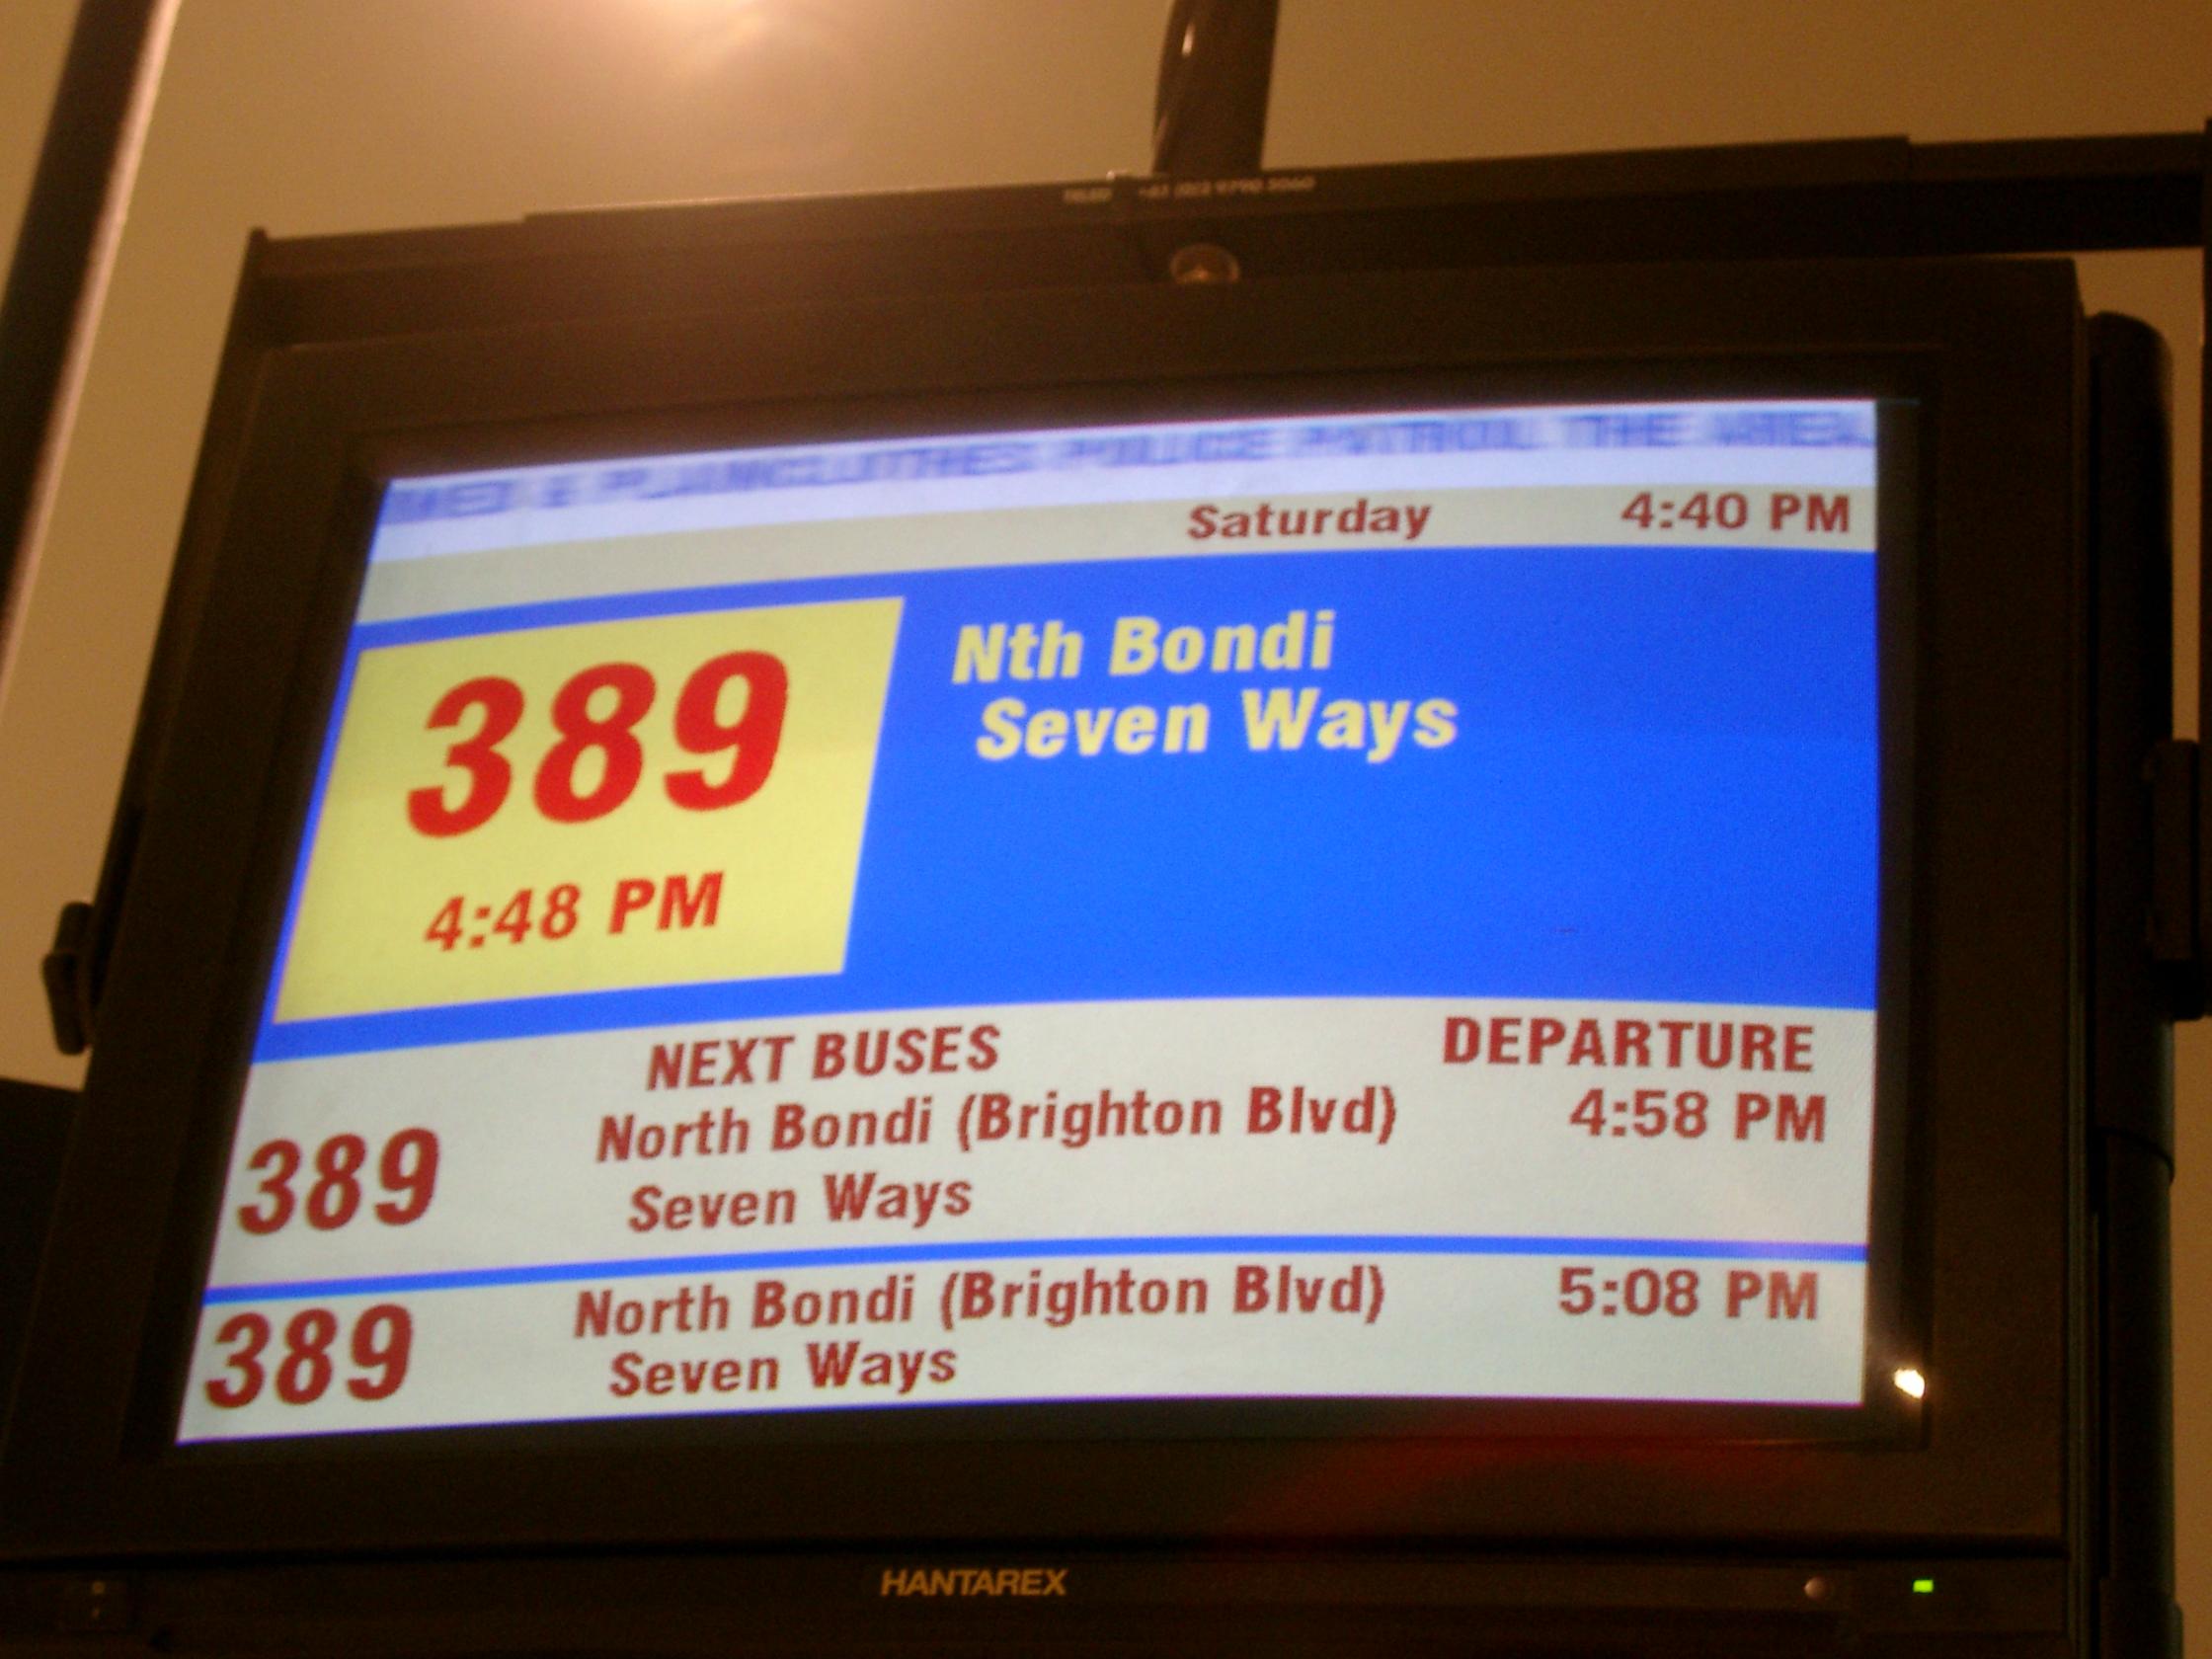 & PLAINCLOTHES POLICE PATROL THE AREA
Saturday 4:40 PM
389
4:48 PM
Nth Bondi
Seven Ways
NEXT BUSES DEPARTURE
389 North Bondi (Brighton Blvd) 4:58 PM
Seven Ways
389 North Bondi (Brighton Blvd) 5:08 PM
Seven Ways
HANTAREX